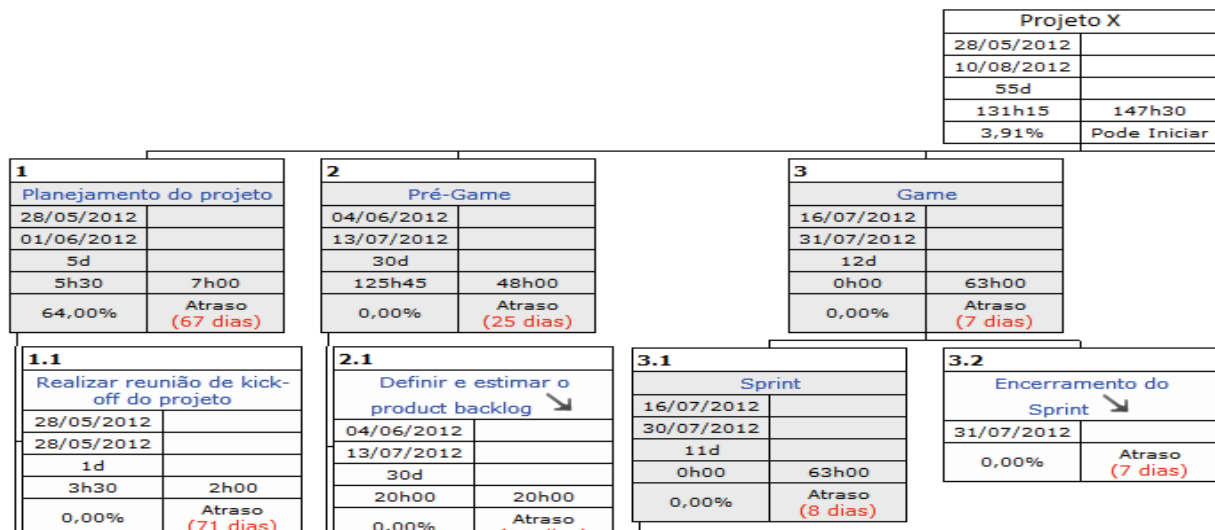 Projeto X
28/05/2012
10/08/2012
55d
131h15 147h30
3,91% Pode Iniciar
1
Planejamento do projeto
28/05/2012
01/06/2012
5d
5h30 7h00
64,00% Atraso
(67 dias)
2
Pré-Game
04/06/2012
13/07/2012
30d
125h45 48h00
0,00% Atraso
(25 dias)
3
Game
16/07/2012
31/07/2012
12d
0h00 63h00
0,00% Atraso
(7 dias)
1.1
Realizar reunião de kick-
off do projeto
28/05/2012
28/05/2012
1d
3h30 2h00
0,00% Atraso
(71 dias)
2.1
Definir e estimar o
product backlog
04/06/2012
13/07/2012
30d
20h00 20h00
0,00% Atraso
3.1
Sprint
16/07/2012
30/07/2012
11d
0h00 63h00
0,00% Atraso
(8 dias)
3.2
Encerramento do
Sprint
31/07/2012
0,00% Atraso
(7 dias)